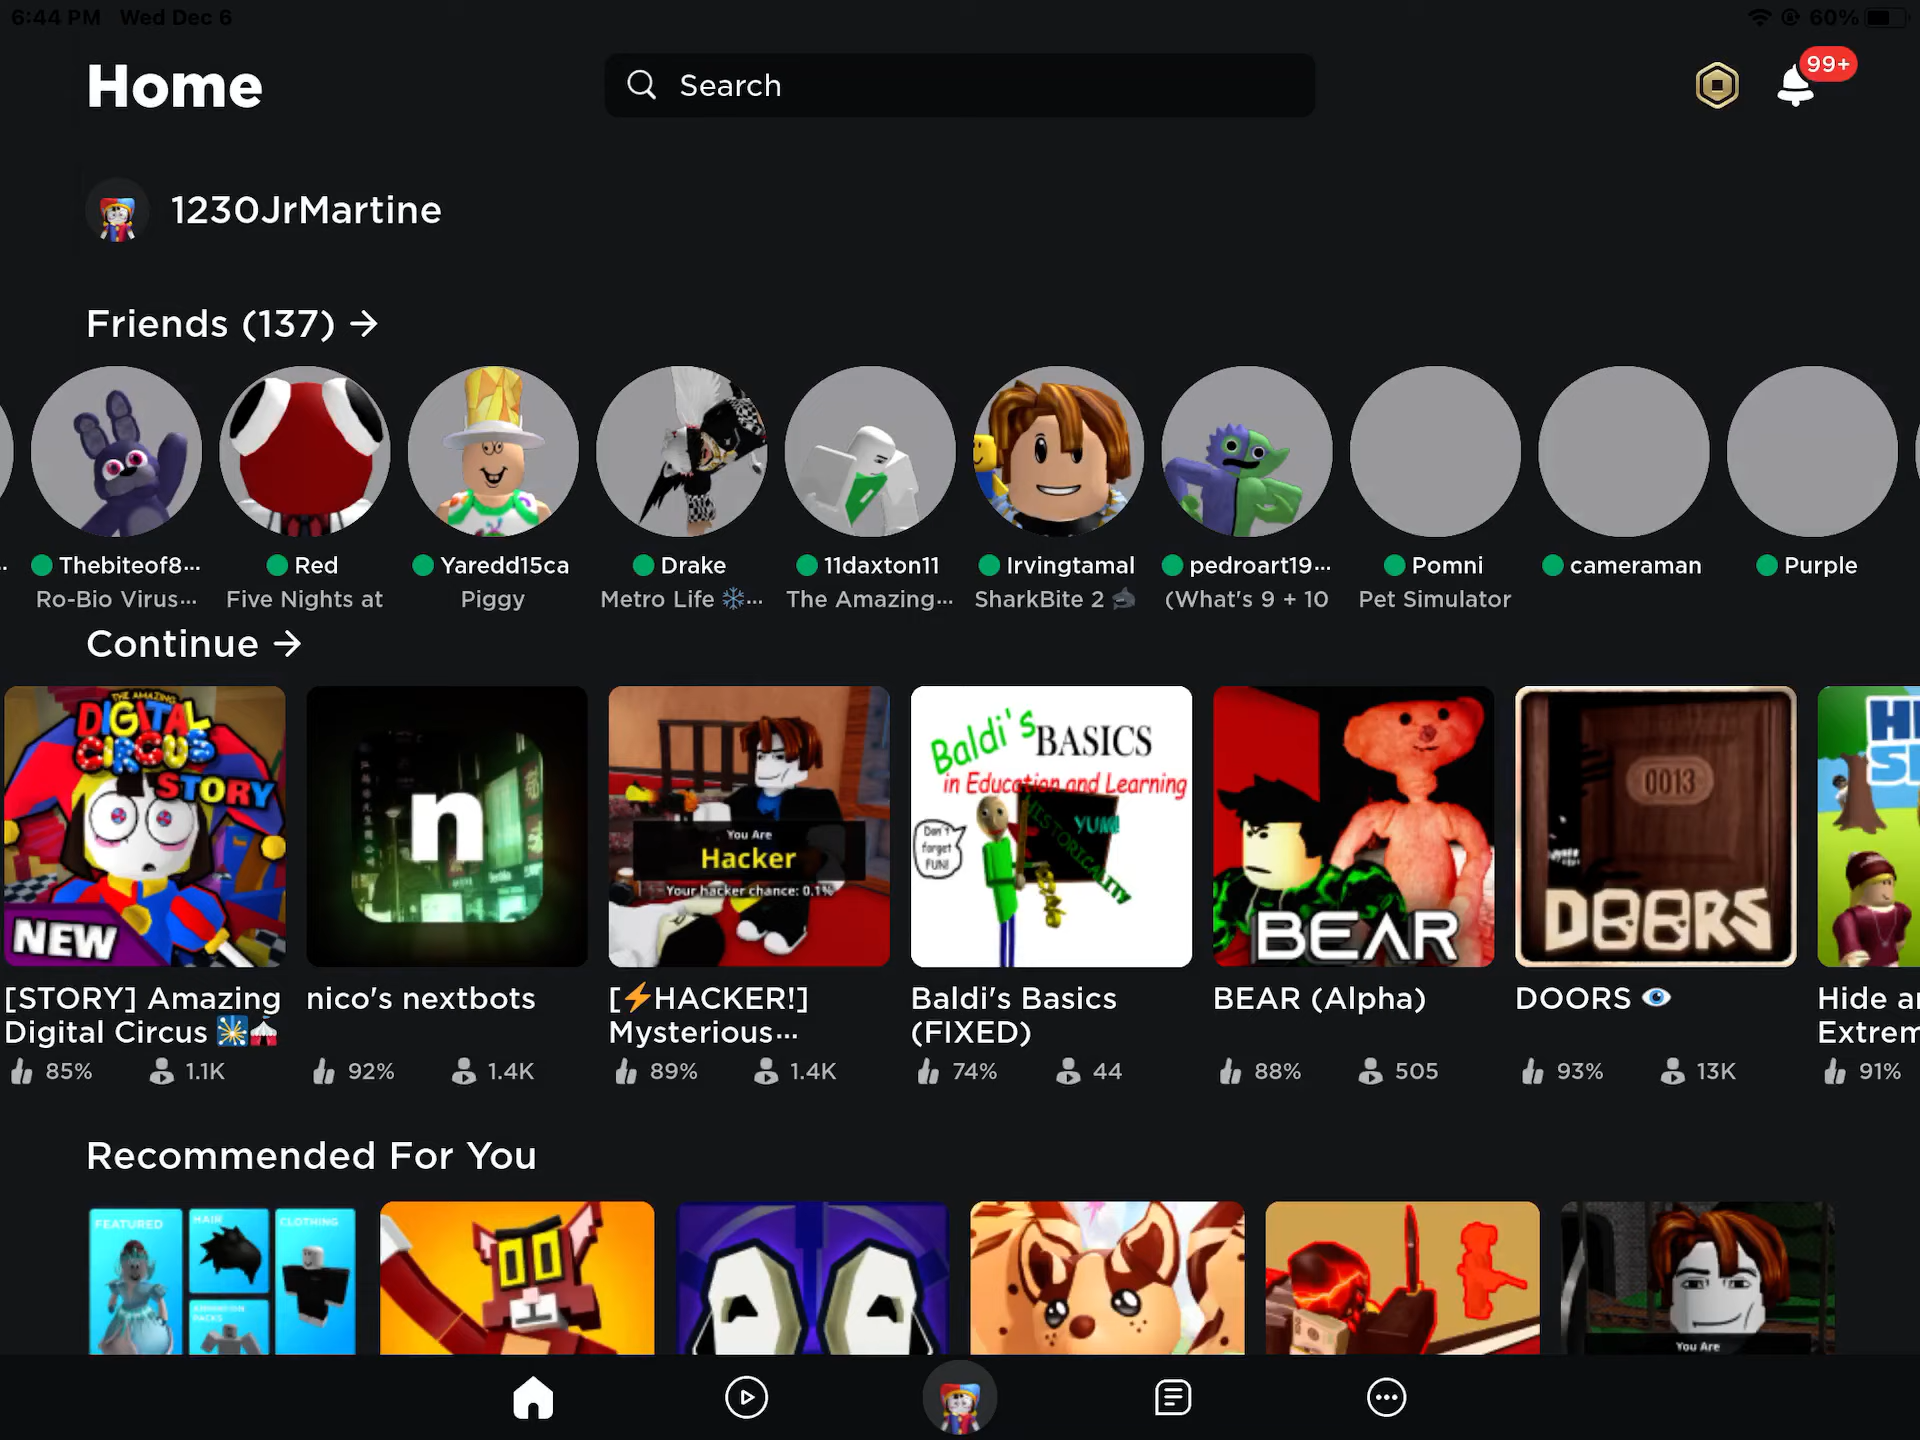 6:44 PM Wed Dec 6
60%
Home
Search
99+
1230JrMartine
Friends (137) →
Thebiteof8...
Red
Yaredd15ca
Drake
11daxton11
Irvingtamal
pedroart19...
Pomni
cameraman
Purple
Ro-Bio Virus...
Five Nights at
Piggy
Metro Life ❄️...
The Amazing...
SharkBite 2 🦈
(What's 9 + 10
Pet Simulator
Continue →
THE AMAZING
DIGITAL
CIRCUS
STORY
NEW
n
You Are
Hacker
Your hacker chance: 0.1%
Baldi's BASICS
in Education and Learning
Don't
forget
FUN!
YUM!
HISTORICALITY
BEAR
0013
DOORS
[STORY] Amazing
Digital Circus 🎇🎪
nico's nextbots
[⚡HACKER!]
Mysterious...
Baldi's Basics
(FIXED)
BEAR (Alpha)
DOORS 👁️
Hide a
Extrem
85%
1.1K
92%
1.4K
89%
1.4K
74%
44
88%
505
93%
13K
91%
Recommended For You
FEATURED
HAIR
CLOTHING
ANIMATION
PACKS
You Are